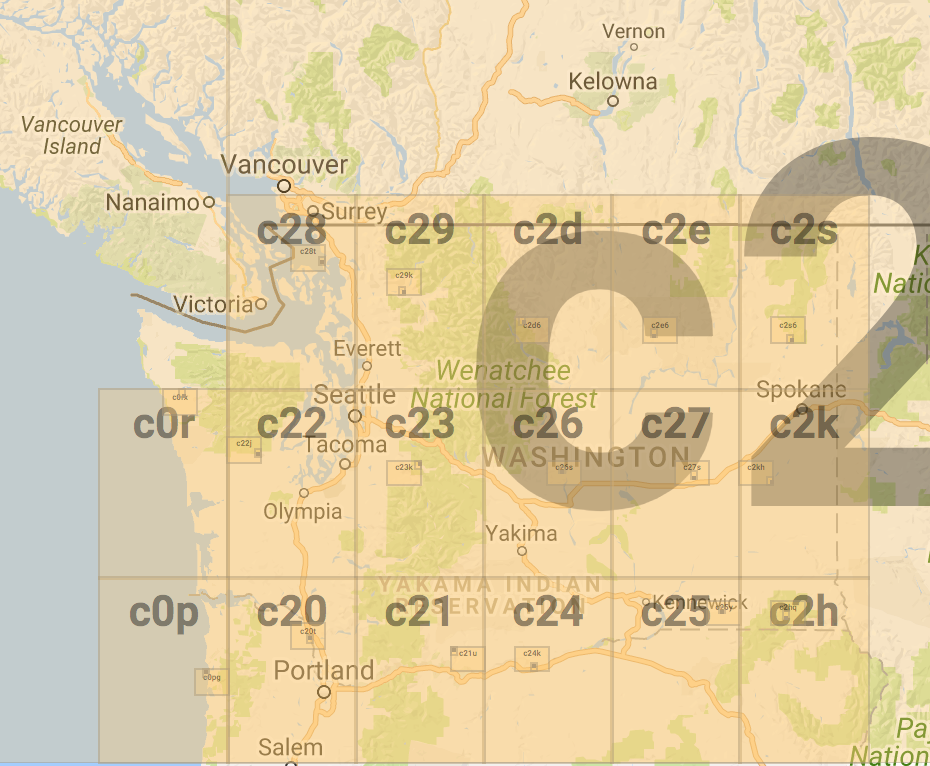 Vernon
Kelowna
Vancouver
Island
Vancouver
Nanaimo
Surrey
c2
c28
c29
c2d
c2e
c2s
c28t
c29k
Victoria
c2d6
c2e6
c2s6
K
Natio
Everett
Wenatchee
National Forest
Spokane
Seattle
c0rk
c0r
c22
c23
c26
c27
c2k
c22j
Tacoma
WASHINGTON
c23k
c26s
c27s
c2kh
Olympia
Yakima
YAKAMA INDIAN
RESERVATION
Kennewick
c0p
c20
c21
c24
c25
c2h
c20t
c21u
c24k
c0pg
Portland
Salem
Pa
Nation